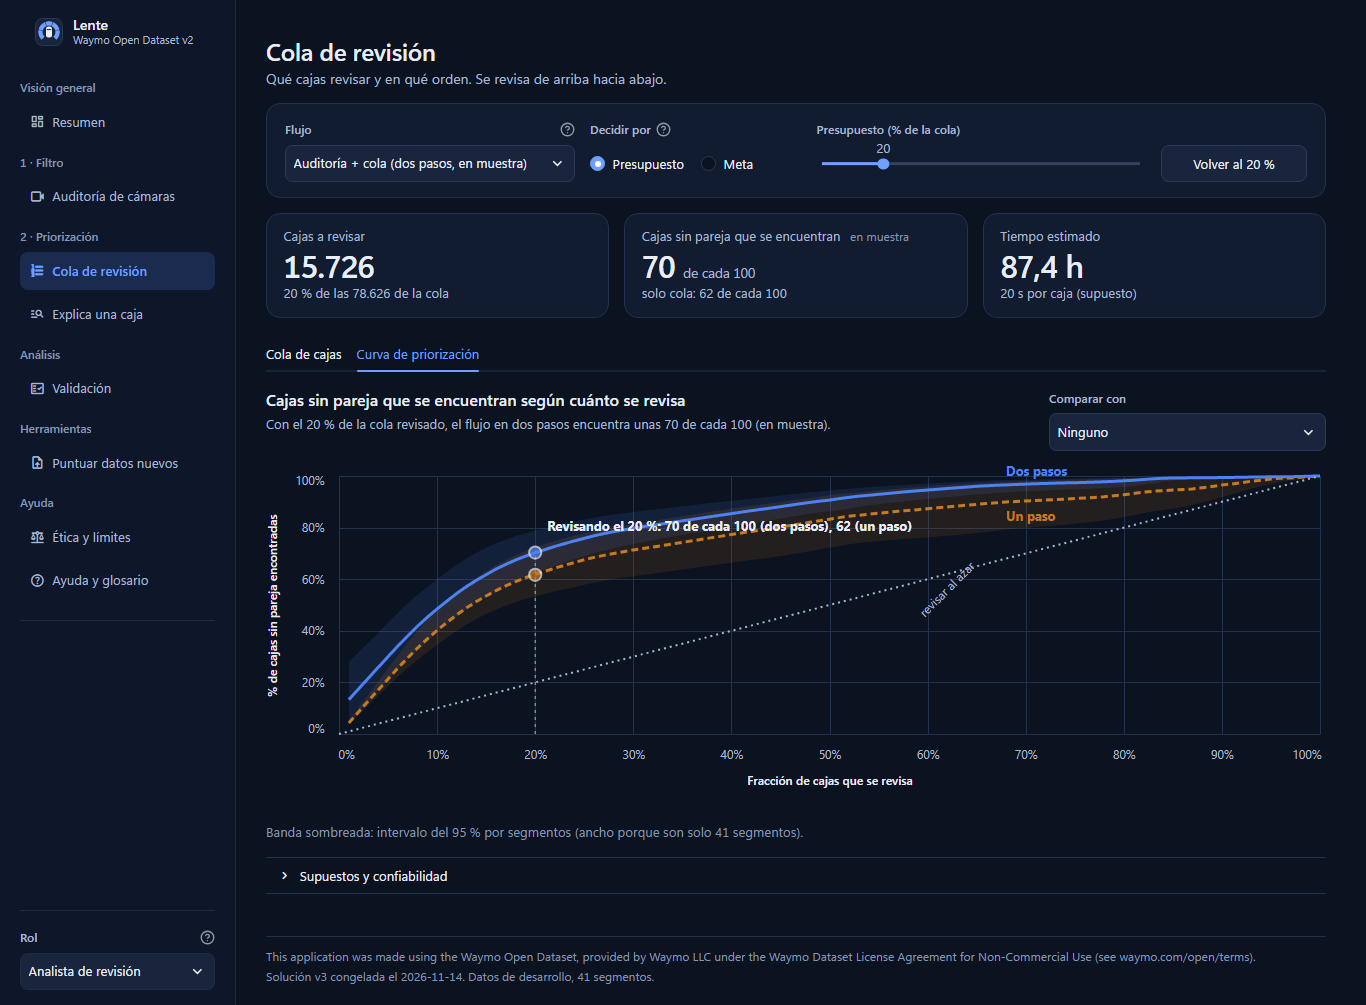 Lente
Waymo Open Dataset v2
Visión general
Resumen
1 · Filtro
Auditoría de cámaras
2 · Priorización
Cola de revisión
Explica una caja
Análisis
Validación
Herramientas
Puntuar datos nuevos
Ayuda
Ética y límites
Ayuda y glosario
Rol
Analista de revisión
Cola de revisión
Qué cajas revisar y en qué orden. Se revisa de arriba hacia abajo.
Flujo
Auditoría + cola (dos pasos, en muestra)
Decidir por
Presupuesto
Meta
Presupuesto (% de la cola)
20
Volver al 20 %
Cajas a revisar
15.726
20 % de las 78.626 de la cola
Cajas sin pareja que se encuentran en muestra
70 de cada 100
solo cola: 62 de cada 100
Tiempo estimado
87,4 h
20 s por caja (supuesto)
Cola de cajas
Curva de priorización
Cajas sin pareja que se encuentran según cuánto se revisa
Con el 20 % de la cola revisado, el flujo en dos pasos encuentra unas 70 de cada 100 (en muestra).
Comparar con
Ninguno
% de cajas sin pareja encontradas
100%
80%
60%
40%
20%
0%
Dos pasos
Un paso
Revisando el 20 %: 70 de cada 100 (dos pasos), 62 (un paso)
revisar al azar
0%
10%
20%
30%
40%
50%
60%
70%
80%
90%
100%
Fracción de cajas que se revisa
Banda sombreada: intervalo del 95 % por segmentos (ancho porque son solo 41 segmentos).
Supuestos y confiabilidad
This application was made using the Waymo Open Dataset, provided by Waymo LLC under the Waymo Dataset License Agreement for Non-Commercial Use (see waymo.com/open/terms).
Solución v3 congelada el 2026-11-14. Datos de desarrollo, 41 segmentos.